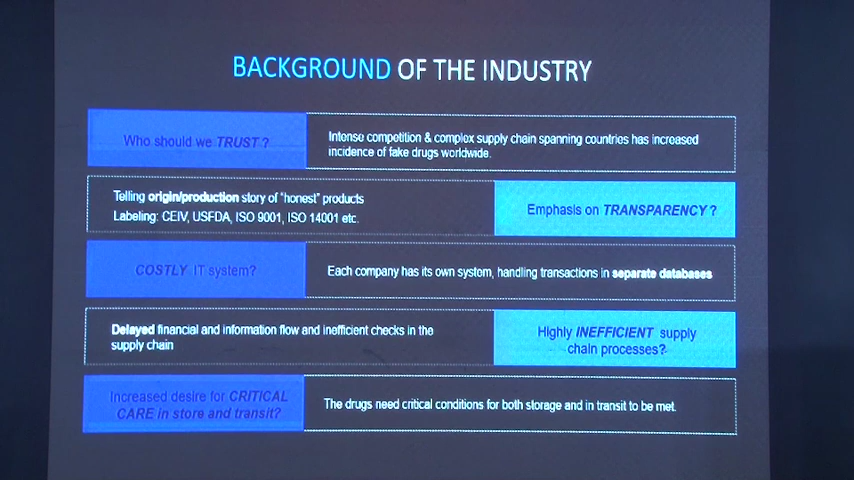 BACKGROUND OF THE INDUSTRY
Who should we TRUST ?
Intense competition & complex supply chain spanning countries has increased
incidence of fake drugs worldwide.
Telling origin/production story of "honest" products
Labeling: CEIV, USFDA, ISO 9001, ISO 14001 etc.
Emphasis on TRANSPARENCY ?
COSTLY IT system?
Each company has its own system, handling transactions in separate databases
Delayed financial and information flow and inefficient checks in the
supply chain
Highly INEFFICIENT supply
chain processes?
Increased desire for CRITICAL
CARE in store and transit?
The drugs need critical conditions for both storage and in transit to be met.